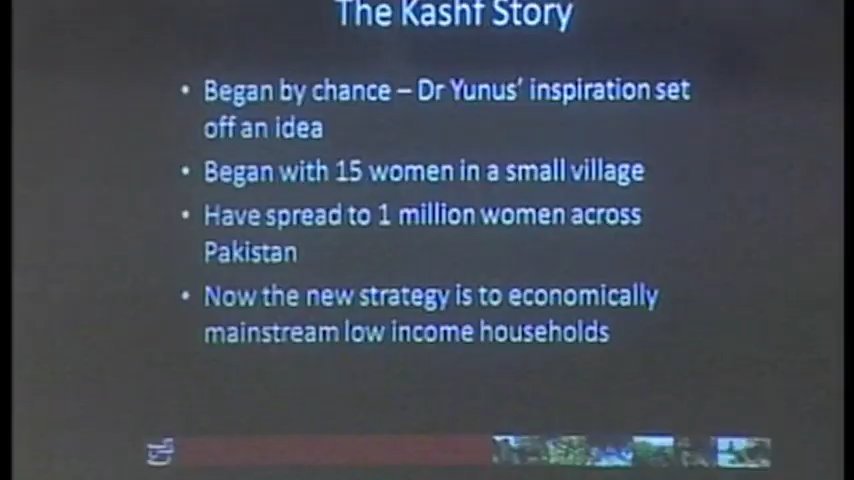 The Kashf Story
• Began by chance – Dr Yunus' inspiration set
off an idea
• Began with 15 women in a small village
• Have spread to 1 million women across
Pakistan
• Now the new strategy is to economically
mainstream low income households